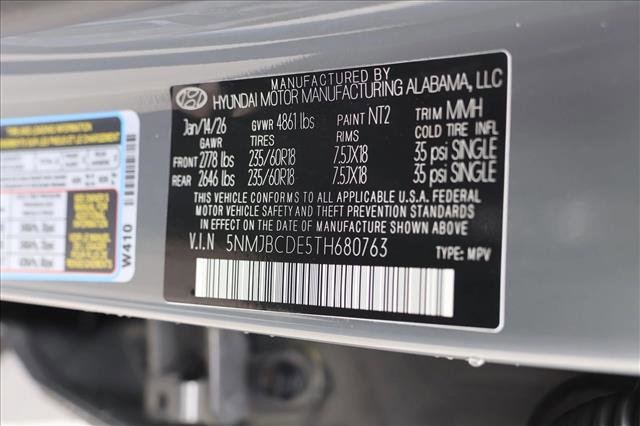 MANUFACTURED BY
HYUNDAI MOTOR MANUFACTURING ALABAMA, LLC
Jan/14/26 GVWR 4861 lbs PAINT NT2 TRIM MMH
GAWR TIRES RIMS COLD TIRE INFL
FRONT 2778 lbs 235/60R18 7.5JX18 35 psi SINGLE
REAR 2646 lbs 235/60R18 7.5JX18 35 psi SINGLE
THIS VEHICLE CONFORMS TO ALL APPLICABLE U.S.A. FEDERAL
MOTOR VEHICLE SAFETY AND THEFT PREVENTION STANDARDS
IN EFFECT ON THE DATE OF MANUFACTURE SHOWN ABOVE.
V.I.N 5NMJBCDE5TH680763 TYPE: MPV
W410